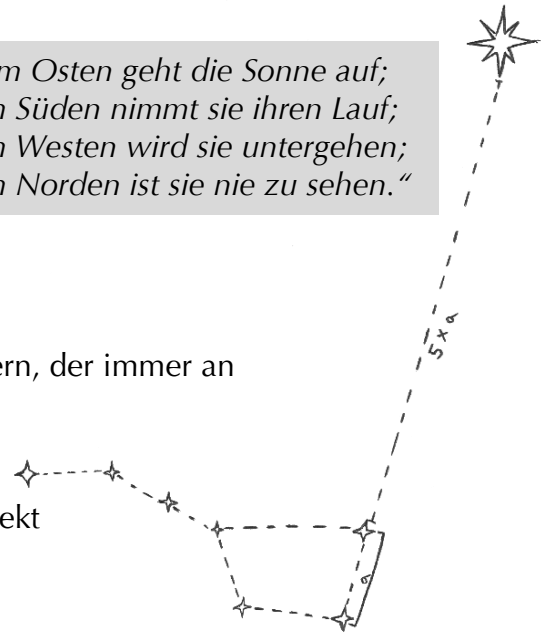 m Osten geht die Sonne auf;
n Süden nimmt sie ihren Lauf;
n Westen wird sie untergehen;
n Norden ist sie nie zu sehen.“
5 x a
ern, der immer an
ekt
a